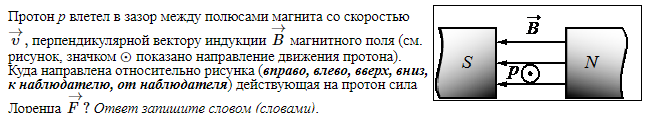 Протон p влетел в зазор между полюсами магнита со скоростью
v, перпендикулярной вектору индукции B магнитного поля (см.
рисунок, значком ⊙ показано направление движения протона).
Куда направлена относительно рисунка (вправо, влево, вверх, вниз,
к наблюдателю, от наблюдателя) действующая на протон сила
Лоренца F ? Ответ запишите словом (словами).
B
S
p
N